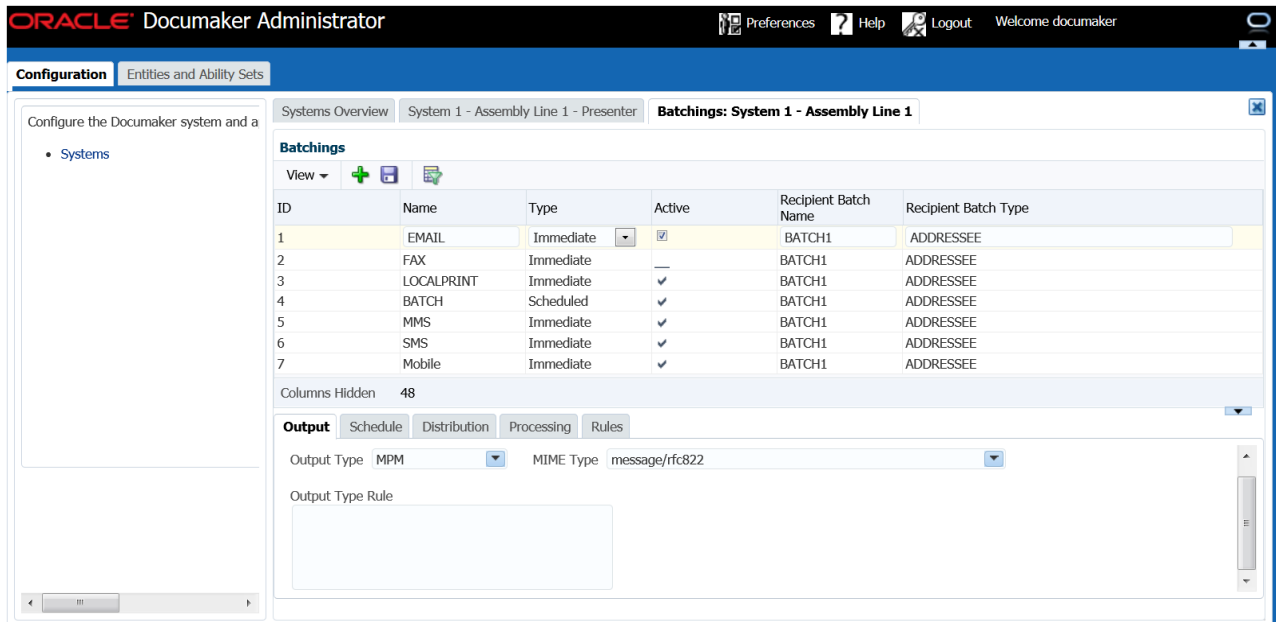 ORACLE Documaker Administrator Preferences Help Logout Welcome documaker
Configuration Entities and Ability Sets
Configure the Documaker system and a
• Systems
Systems Overview System 1 - Assembly Line 1 - Presenter Batchings: System 1 - Assembly Line 1
Batchings
View
ID Name Type Active Recipient Batch Name Recipient Batch Type
1 EMAIL Immediate BATCH1 ADDRESSEE
2 FAX Immediate BATCH1 ADDRESSEE
3 LOCALPRINT Immediate BATCH1 ADDRESSEE
4 BATCH Scheduled BATCH1 ADDRESSEE
5 MMS Immediate BATCH1 ADDRESSEE
6 SMS Immediate BATCH1 ADDRESSEE
7 Mobile Immediate BATCH1 ADDRESSEE
Columns Hidden 48
Output Schedule Distribution Processing Rules
Output Type MPM MIME Type message/rfc822
Output Type Rule